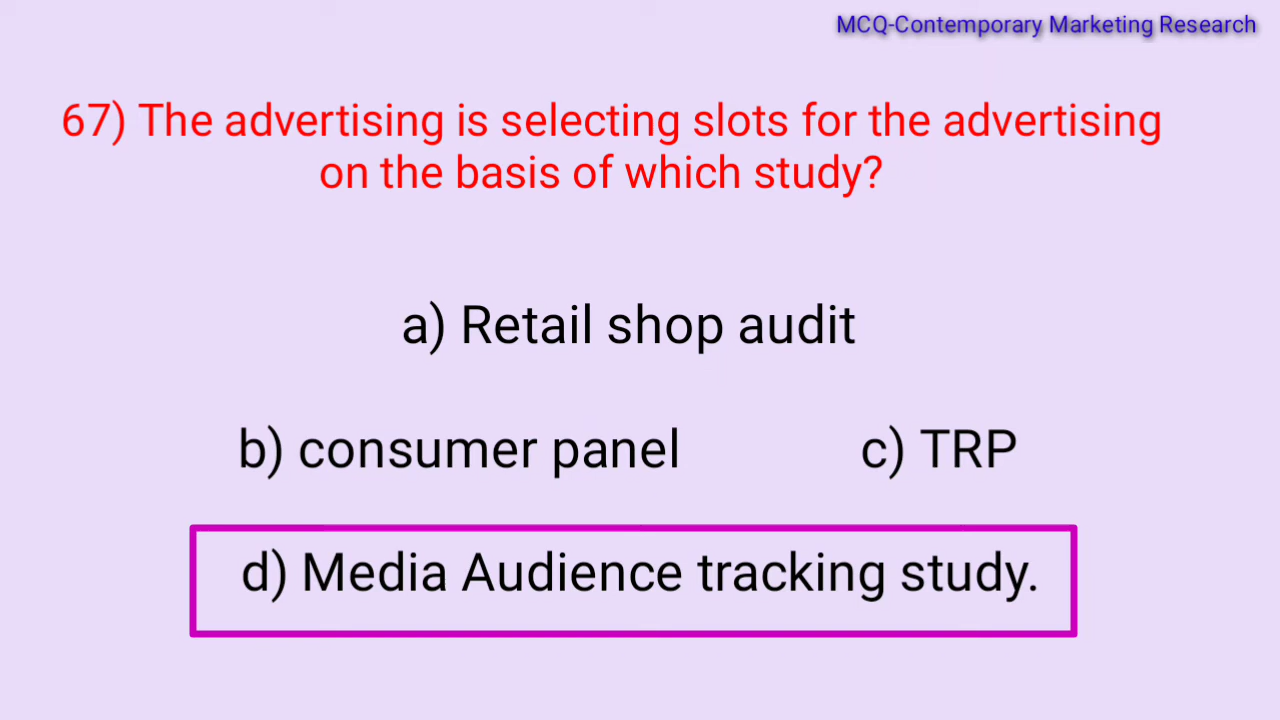 MCQ-Contemporary Marketing Research
67) The advertising is selecting slots for the advertising
on the basis of which study?
a) Retail shop audit
b) consumer panel c) TRP
d) Media Audience tracking study.